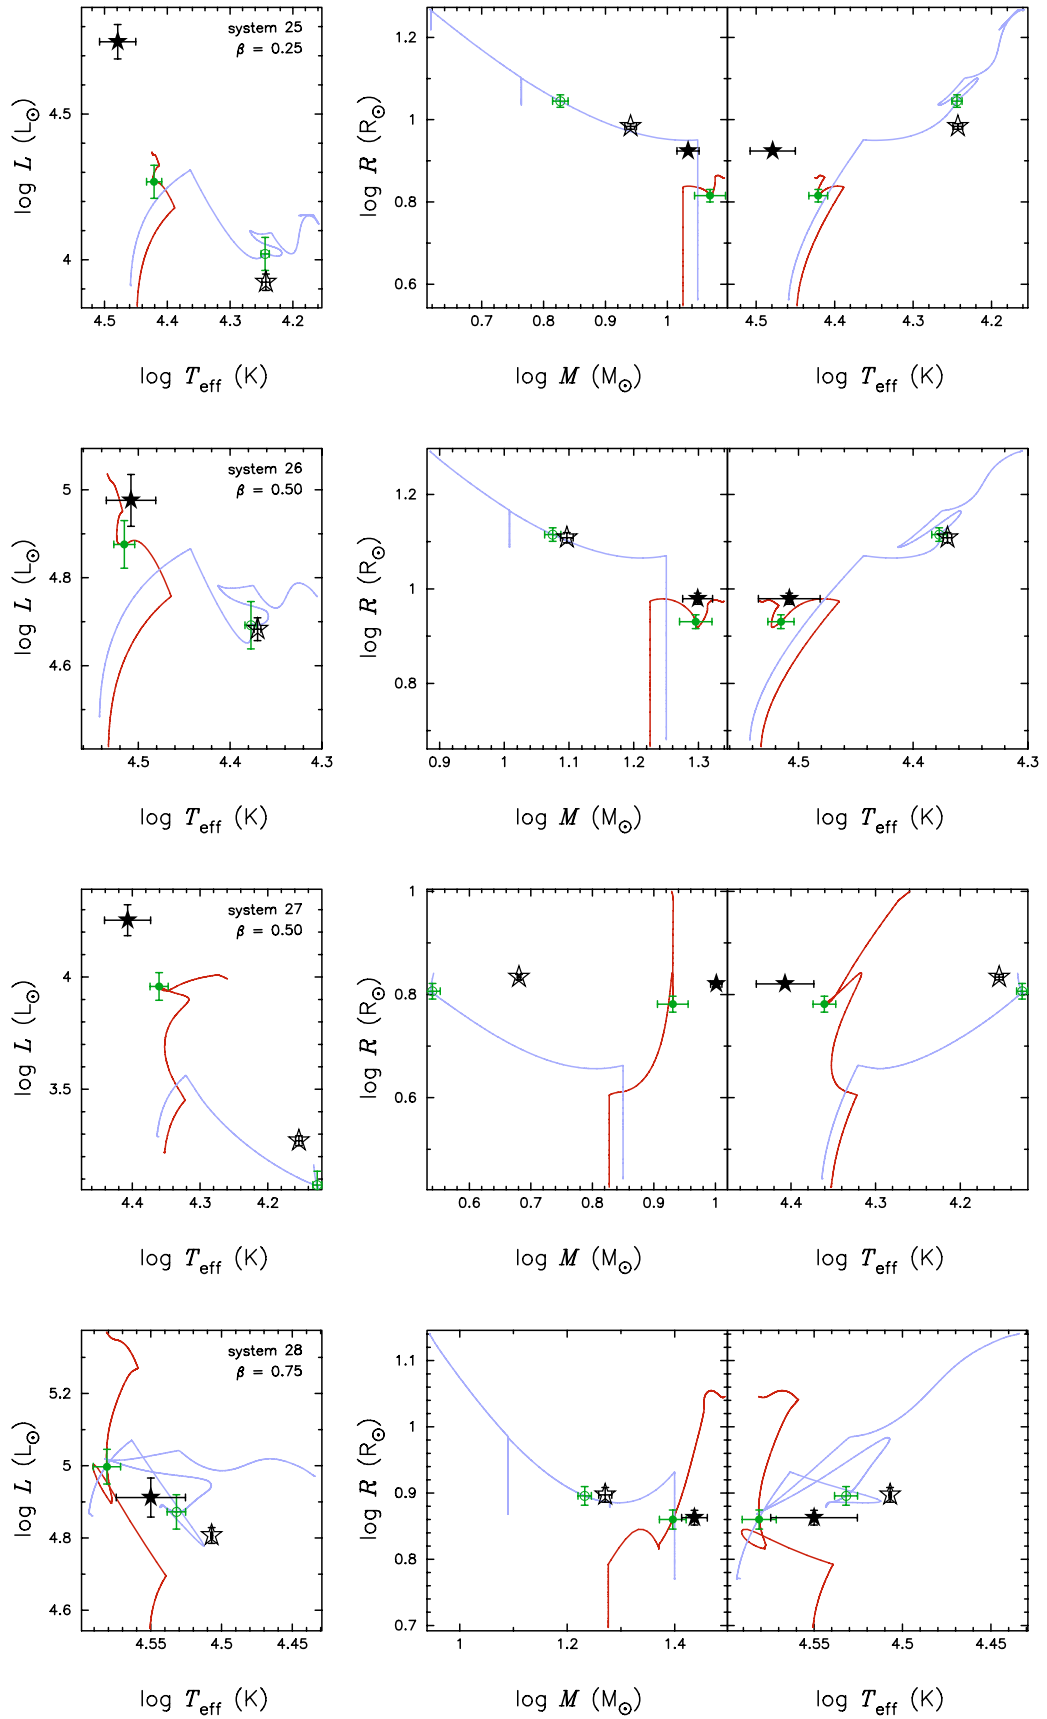 system 25
β = 0.25
log L (L⊙)
4.5
4
4.5 4.4 4.3 4.2
log T_eff (K)
log R (R⊙)
1.2
1
0.8
0.6
0.7 0.8 0.9 1
log M (M⊙)
4.5 4.4 4.3 4.2
log T_eff (K)
system 26
β = 0.50
log L (L⊙)
5
4.8
4.6
4.5 4.4 4.3
log T_eff (K)
log R (R⊙)
1.2
1
0.8
0.9 1 1.1 1.2 1.3
log M (M⊙)
4.5 4.4 4.3
log T_eff (K)
system 27
β = 0.50
log L (L⊙)
4
3.5
4.4 4.3 4.2
log T_eff (K)
log R (R⊙)
1
0.8
0.6
0.6 0.7 0.8 0.9 1
log M (M⊙)
4.4 4.3 4.2
log T_eff (K)
system 28
β = 0.75
log L (L⊙)
5.2
5
4.8
4.6
4.55 4.5 4.45
log T_eff (K)
log R (R⊙)
1.1
1
0.9
0.8
0.7
1 1.2 1.4
log M (M⊙)
4.55 4.5 4.45
log T_eff (K)